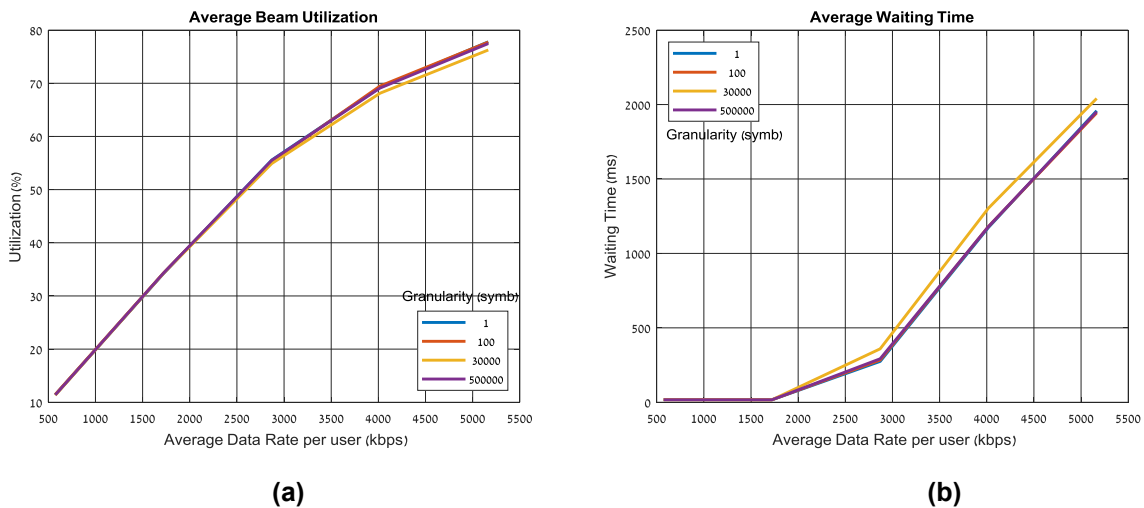 Average Beam Utilization
80
70
60
50
40
30
20
10
Utilization (%)
Granularity (symb)
1
100
30000
500000
500 1000 1500 2000 2500 3000 3500 4000 4500 5000 5500
Average Data Rate per user (kbps)
(a)
Average Waiting Time
2500
2000
1500
1000
500
0
Waiting Time (ms)
1
100
30000
500000
Granularity (symb)
500 1000 1500 2000 2500 3000 3500 4000 4500 5000 5500
Average Data Rate per user (kbps)
(b)